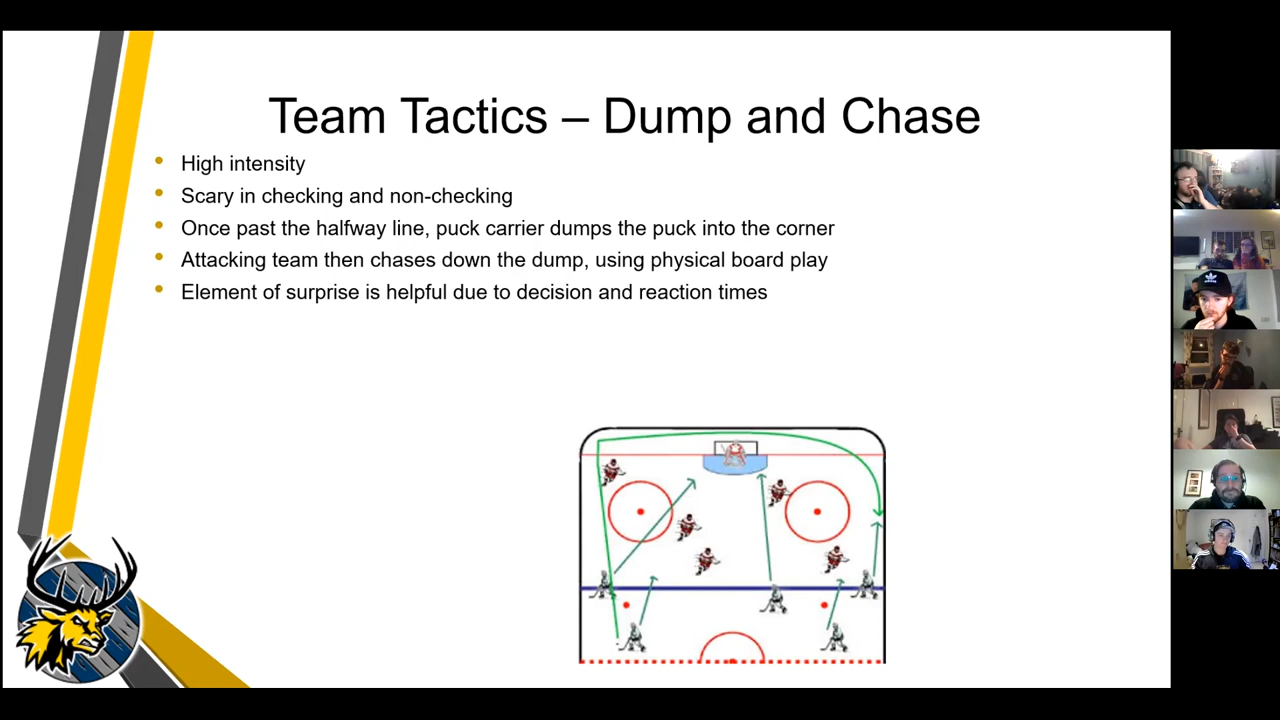 Team Tactics – Dump and Chase
High intensity
Scary in checking and non-checking
Once past the halfway line, puck carrier dumps the puck into the corner
Attacking team then chases down the dump, using physical board play
Element of surprise is helpful due to decision and reaction times